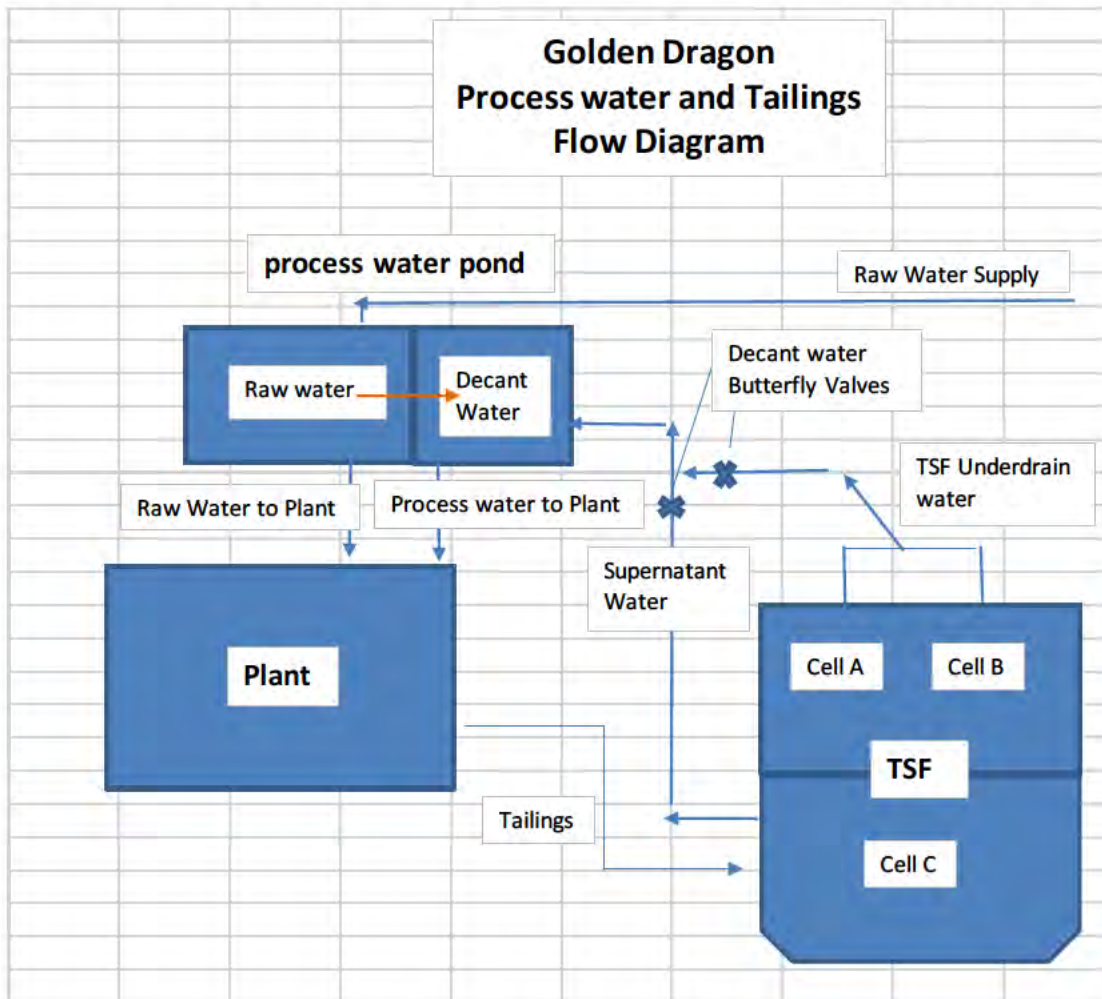 Golden Dragon
Process water and Tailings
Flow Diagram
process water pond
Raw Water Supply
Decant water
Butterfly Valves
Raw water
Decant
Water
TSF Underdrain
water
Raw Water to Plant
Process water to Plant
Supernatant
Water
Cell A
Cell B
Plant
TSF
Tailings
Cell C